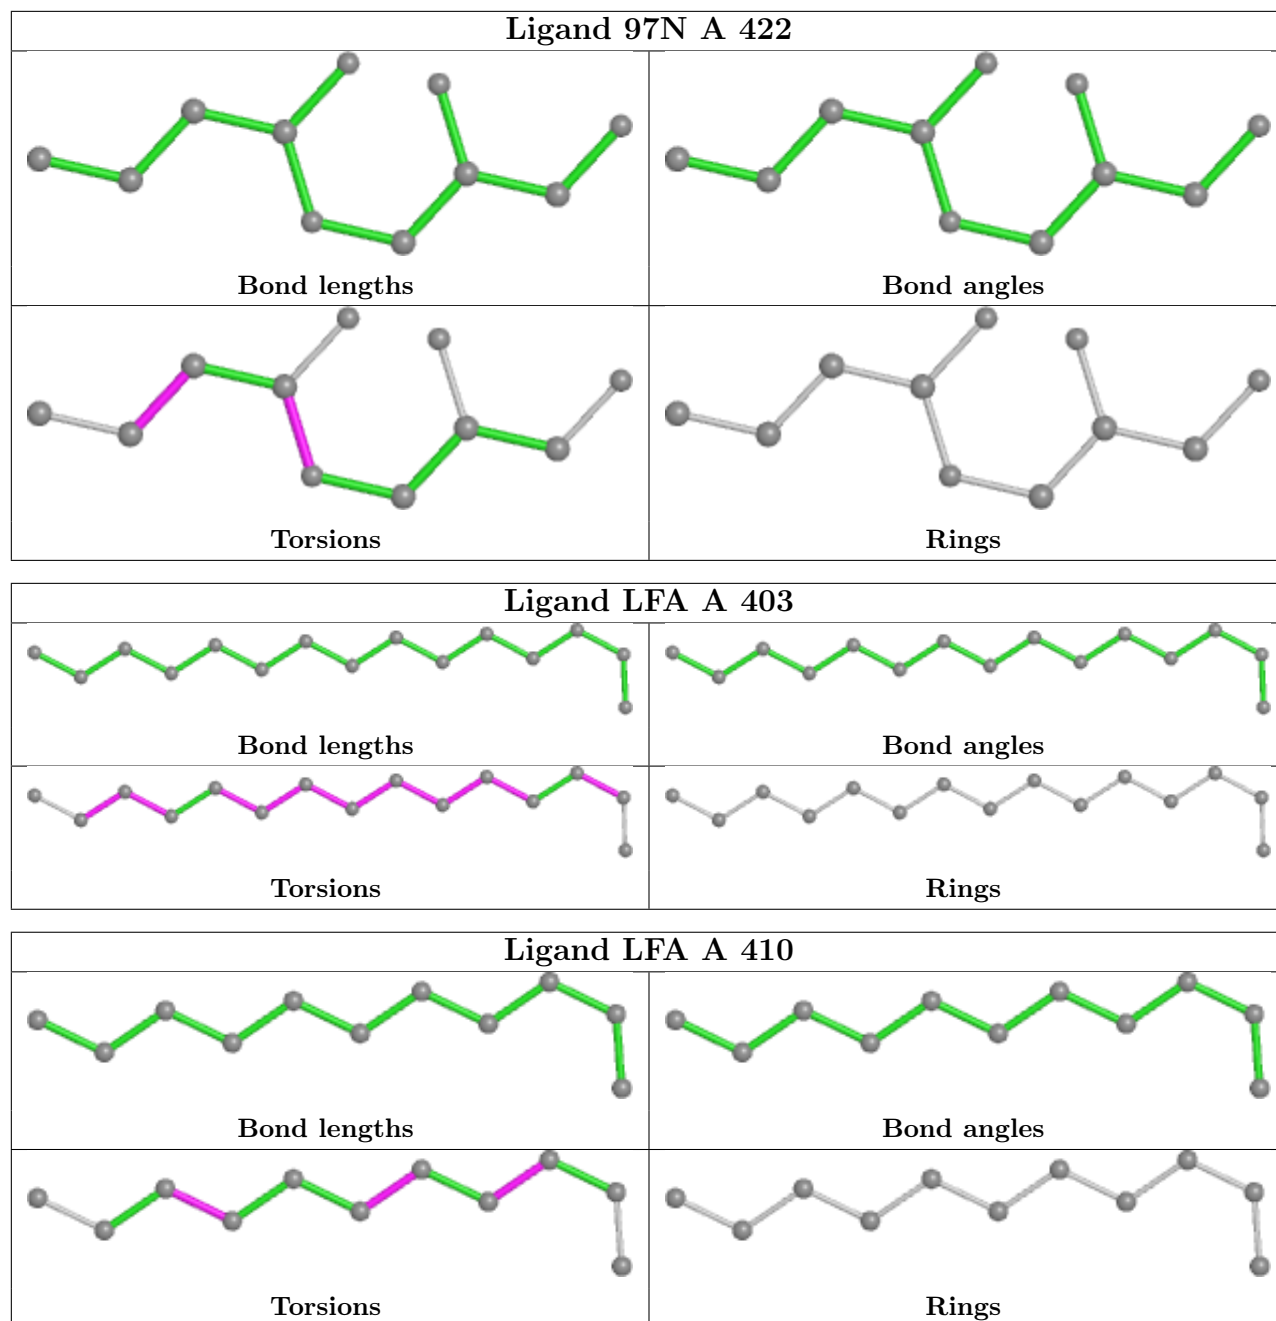 Ligand 97N A 422
Bond lengths
Bond angles
Torsions
Rings
Ligand LFA A 403
Bond lengths
Bond angles
Torsions
Rings
Ligand LFA A 410
Bond lengths
Bond angles
Torsions
Rings